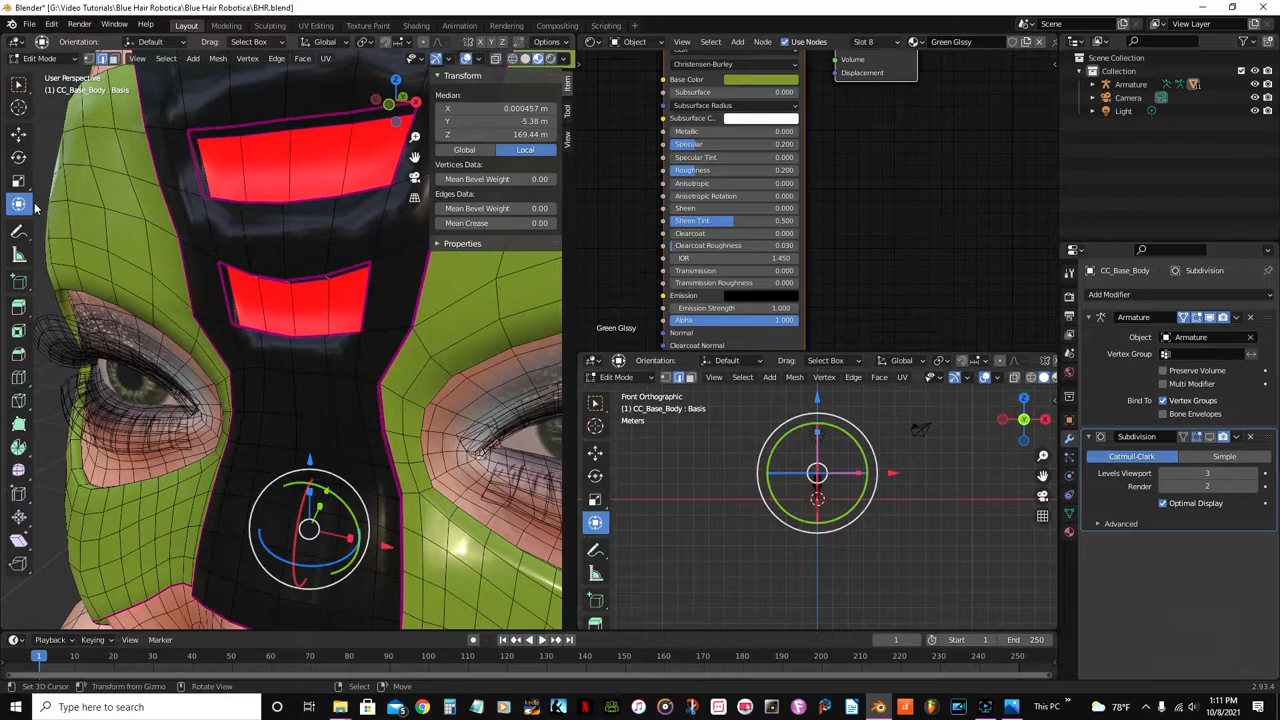 Blender* [G:\Video Tutorials\Blue Hair Robotica\Blue Hair Robotica\BHR.blend]
File Edit Render Window Help Layout Modeling Sculpting UV Editing Texture Paint Shading Animation Rendering Compositing Scripting Scene View Layer
Orientation: Default Drag: Select Box Global X Y Z Options
Object View Select Add Node Use Nodes Slot 8 Green Glssy
Edit Mode View Select Add Mesh Vertex Edge Face UV
User Perspective
(1) CC_Base_Body : Basis
Transform
Median:
X 0.000457 m
Y -5.38 m
Z 169.44 m
Global Local
Vertices Data:
Mean Bevel Weight 0.00
Edges Data:
Mean Bevel Weight 0.00
Mean Crease 0.00
Properties
Item
Tool
View
Christensen-Burley
Base Color
Subsurface 0.000
Subsurface Radius
Subsurface C...
Metallic 0.000
Specular 0.200
Specular Tint 0.000
Roughness 0.200
Anisotropic 0.000
Anisotropic Rotation 0.000
Sheen 0.000
Sheen Tint 0.500
Clearcoat 0.000
Clearcoat Roughness 0.030
IOR 1.450
Transmission 0.000
Transmission Roughness 0.000
Emission
Emission Strength 1.000
Alpha 1.000
Normal
Clearcoat Normal
Volume
Displacement
Green Glssy
Orientation: Default Drag: Select Box Global
Edit Mode View Select Add Mesh Vertex Edge Face UV
Front Orthographic
(1) CC_Base_Body : Basis
Meters
Scene Collection
Collection
Armature
Camera
Light
CC_Base_Body Subdivision
Add Modifier
Armature
Object Armature
Vertex Group
Preserve Volume
Multi Modifier
Bind To Vertex Groups
Bone Envelopes
Subdivision
Catmull-Clark Simple
Levels Viewport 3
Render 2
Optimal Display
Advanced
Playback Keying View Marker 1 Start 1 End 250
1 10 20 30 40 50 60 70 80 90 100 110 120 130 140 150 160 170 180 190 200 210 220 230 240 250
Set 3D Cursor Transform from Gizmo Rotate View Select Move 2.93.4
Type here to search This PC 78°F 1:11 PM
10/8/2021